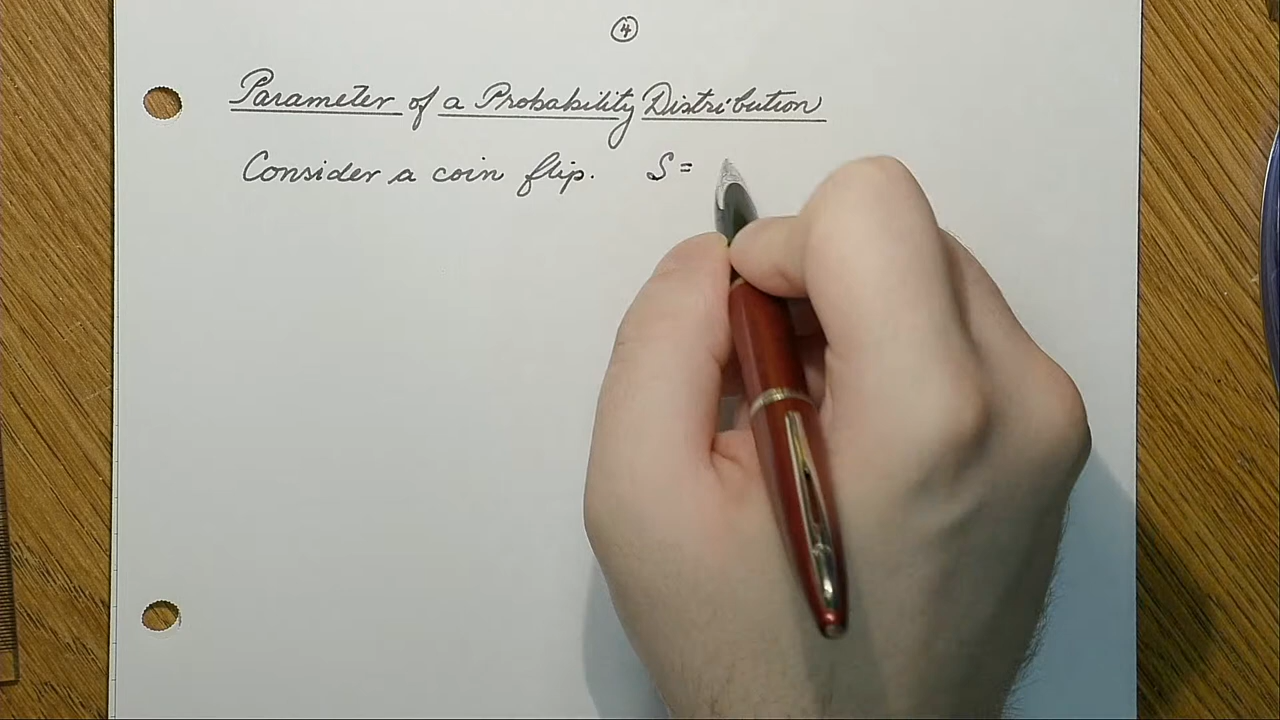 4
Parameter of a Probability Distribution
Consider a coin flip. S =